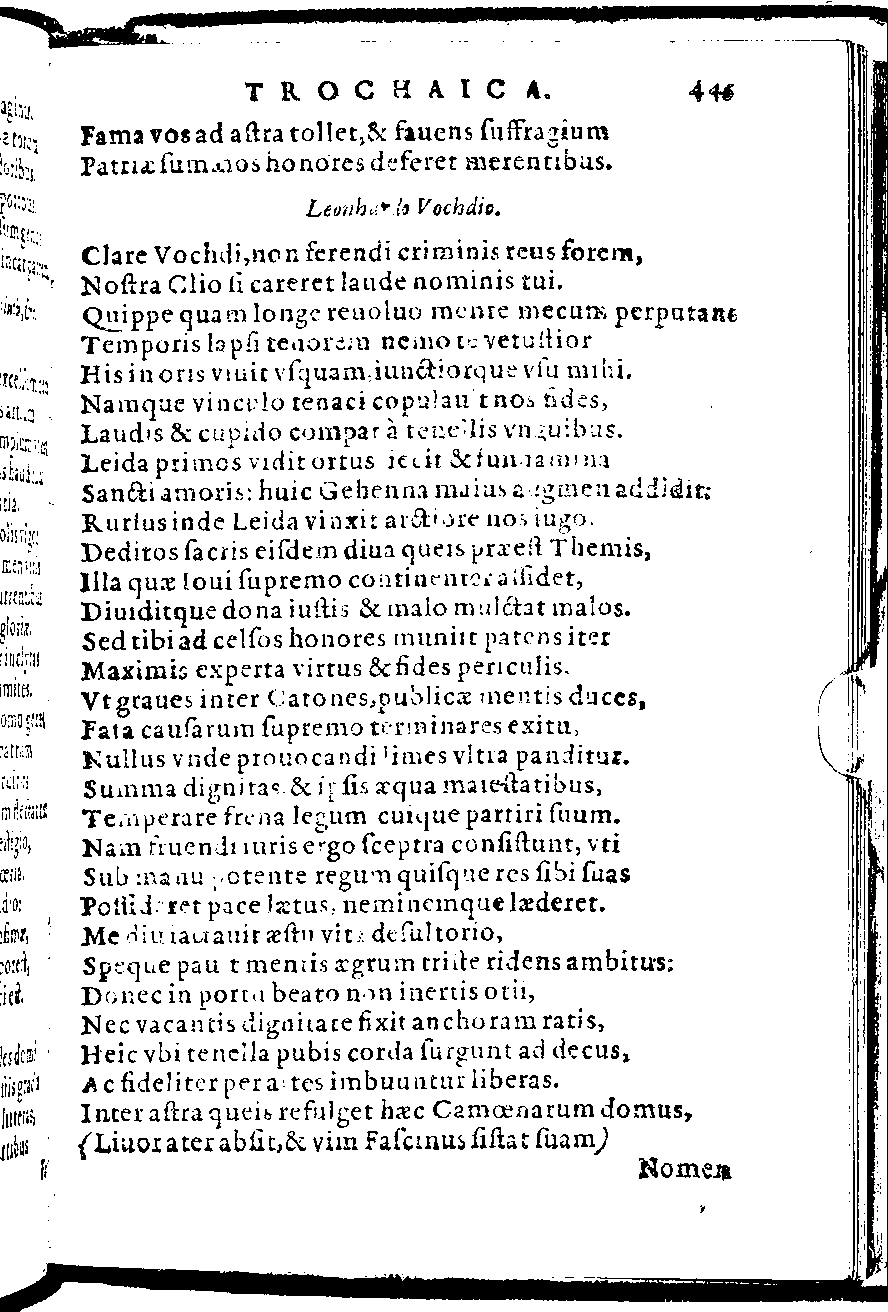 TROCHAICA. 446
Fama vos ad aſtra tollet, & fauens ſuffragium
Patriæ ſummos honores deferet merentibus.
Leonhardo Vochdio.
Clare Vochdi, non ferendi criminis reus forem,
Noſtra Clio ſi careret laude nominis tui.
Quippe quam longe reuoluo mente mecum perputans
Temporis lapſi tenorem nemo te vetuſtior
His in oris viuit vſquam, iunctiorque vſu mihi.
Namque vinculo tenaci copulauit nos fides,
Laudis & cupido compar à tenellis vnguibus.
Leida primos vidit ortus iecit & fundamina
Sancti amoris: huic Gehenna maius augmen addidit:
Rurſus inde Leida vinxit arctiore nos iugo.
Deditos ſacris eiſdem diua queis præeſt Themis,
Illa quæ Ioui ſupremo continenter aſſidet,
Diuiditque dona iuſtis & malo mulctat malos.
Sed tibi ad celſos honores muniit patens iter
Maximis experta virtus & fides periculis.
Vt graues inter Catones, publicæ mentis duces,
Fata cauſarum ſupremo terminares exitu,
Nullus vnde prouocandi limes vltra panditur.
Summa dignitas & ipſis æqua maieſtatibus,
Temperare frena legum cuique partiri ſuum.
Nam fruendi iuris ergo ſceptra conſiſtunt, vti
Sub manu potente regum quiſque res ſibi ſuas
Poſſideret pace lætus, neminemque læderet.
Me diu iactauit æſtu vita deſultorio,
Speque pauit mentis ægrum triſte ridens ambitus:
Donec in portu beato non inertis otii,
Nec vacantis dignitate fixit anchoram ratis,
Heic vbi tenella pubis corda ſurgunt ad decus,
Ac fideliter per artes imbuuntur liberas.
Inter aſtra queis refulget hæc Camœnarum domus,
(Liuor ater abſit, & vim Faſcinus ſiſtat ſuam)
Nomen